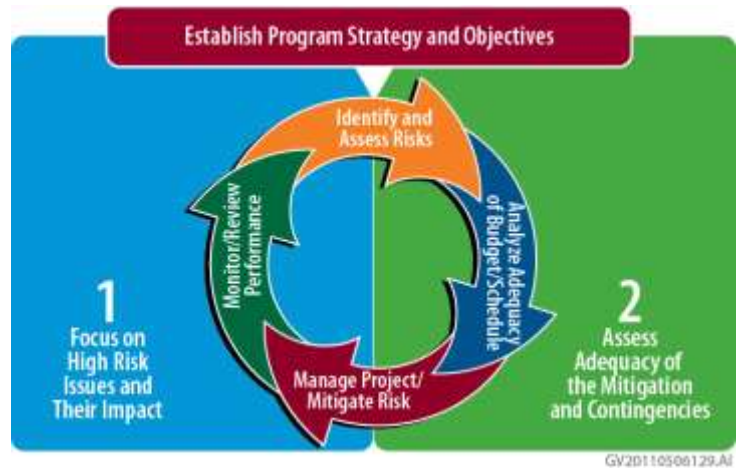 Establish Program Strategy and Objectives
Identify and
Assess Risks
Analyze Adequacy
of Budget/Schedule
Manage Project/
Mitigate Risk
Monitor/Review
Performance
1
Focus on
High Risk
Issues and
Their Impact
2
Assess
Adequacy of
the Mitigation
and Contingencies
GV20110506129.AI